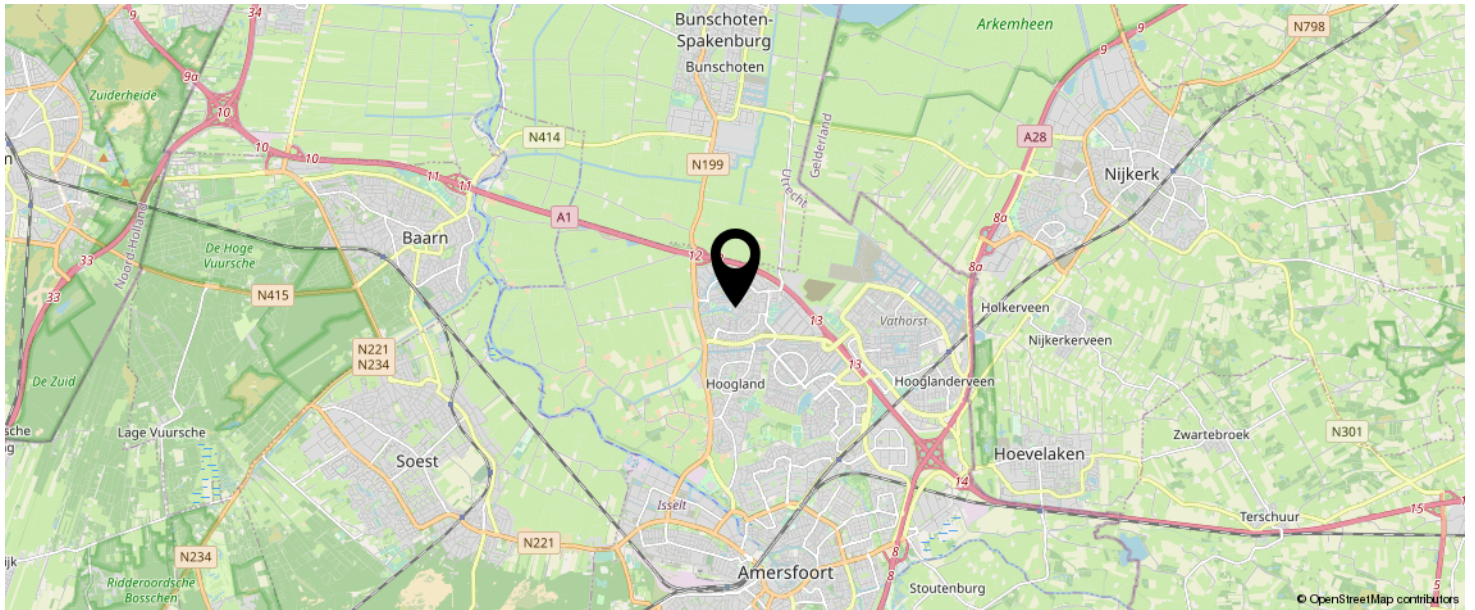 9
34
Bunschoten-
Spakenburg
Bunschoten
Arkemheen
9
9
N798
Zuiderheide
9a
10
10
10
N414
N199
A28
Gelderland
Utrecht
Nijkerk
11
11
A1
Baarn
De Hoge
Vuursche
Noord-Holland
33
33
N415
12
8a
8a
13
13
Vathorst
Holkerveen
Nijkerkerveen
N221
N234
De Zuid
Hoogland
Hooglanderveen
Lage Vuursche
Soest
Hoevelaken
Zwartebroek
N301
14
Isselt
15
Terschuur
N221
N234
8
8
Amersfoort
Stoutenburg
Ridderoordsche
Bosschen
© OpenStreetMap contributors